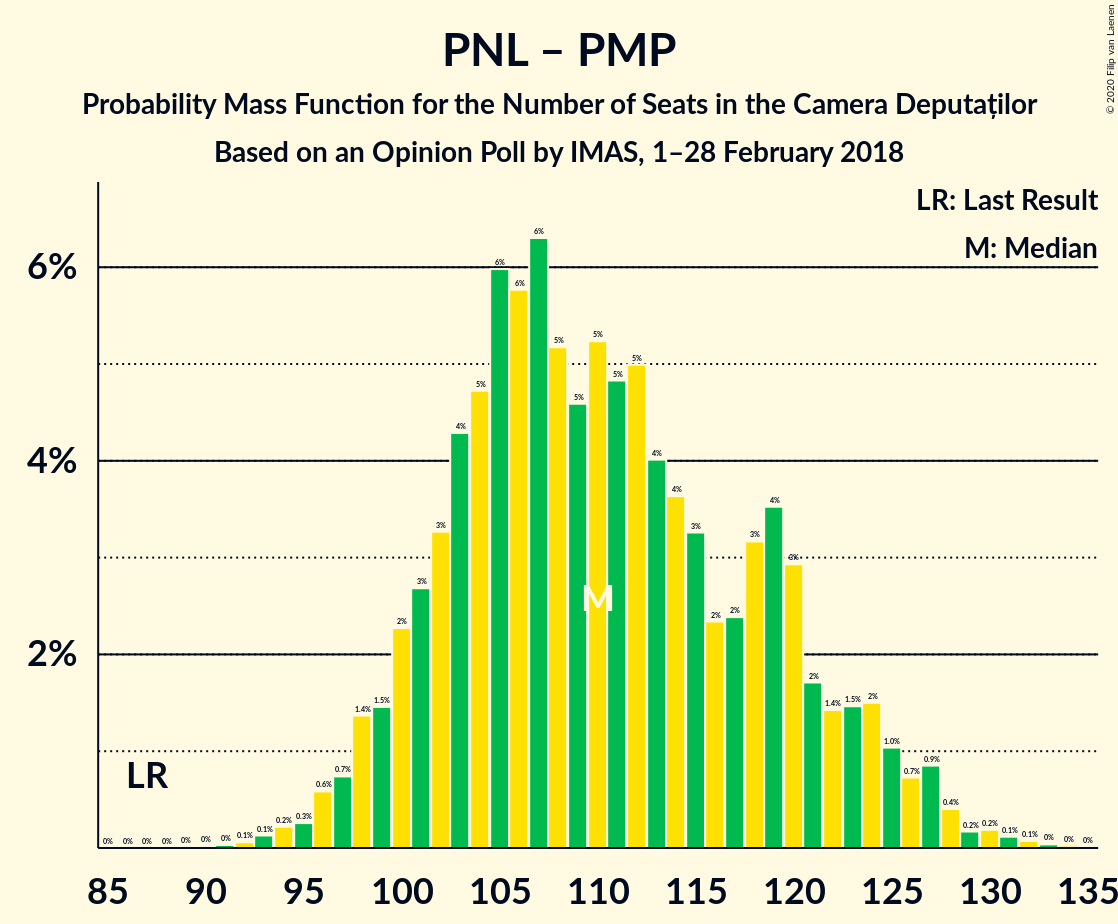 PNL – PMP
Probability Mass Function for the Number of Seats in the Camera Deputaților
Based on an Opinion Poll by IMAS, 1–28 February 2018
© 2020 Filip van Laenen
LR: Last Result
M: Median
6%
4%
2%
0% 0% 0% 0% 0% 0% 0% 0.1% 0.1% 0.2% 0.3% 0.6% 0.7% 1.4% 1.5% 2% 3% 3% 4% 5% 6% 6% 6% 5% 5% 5% 5% 5% 4% 4% 3% 2% 2% 3% 4% 3% 2% 1.4% 1.5% 2% 1.0% 0.7% 0.9% 0.4% 0.2% 0.2% 0.1% 0.1% 0% 0% 0%
M
LR
85 90 95 100 105 110 115 120 125 130 135